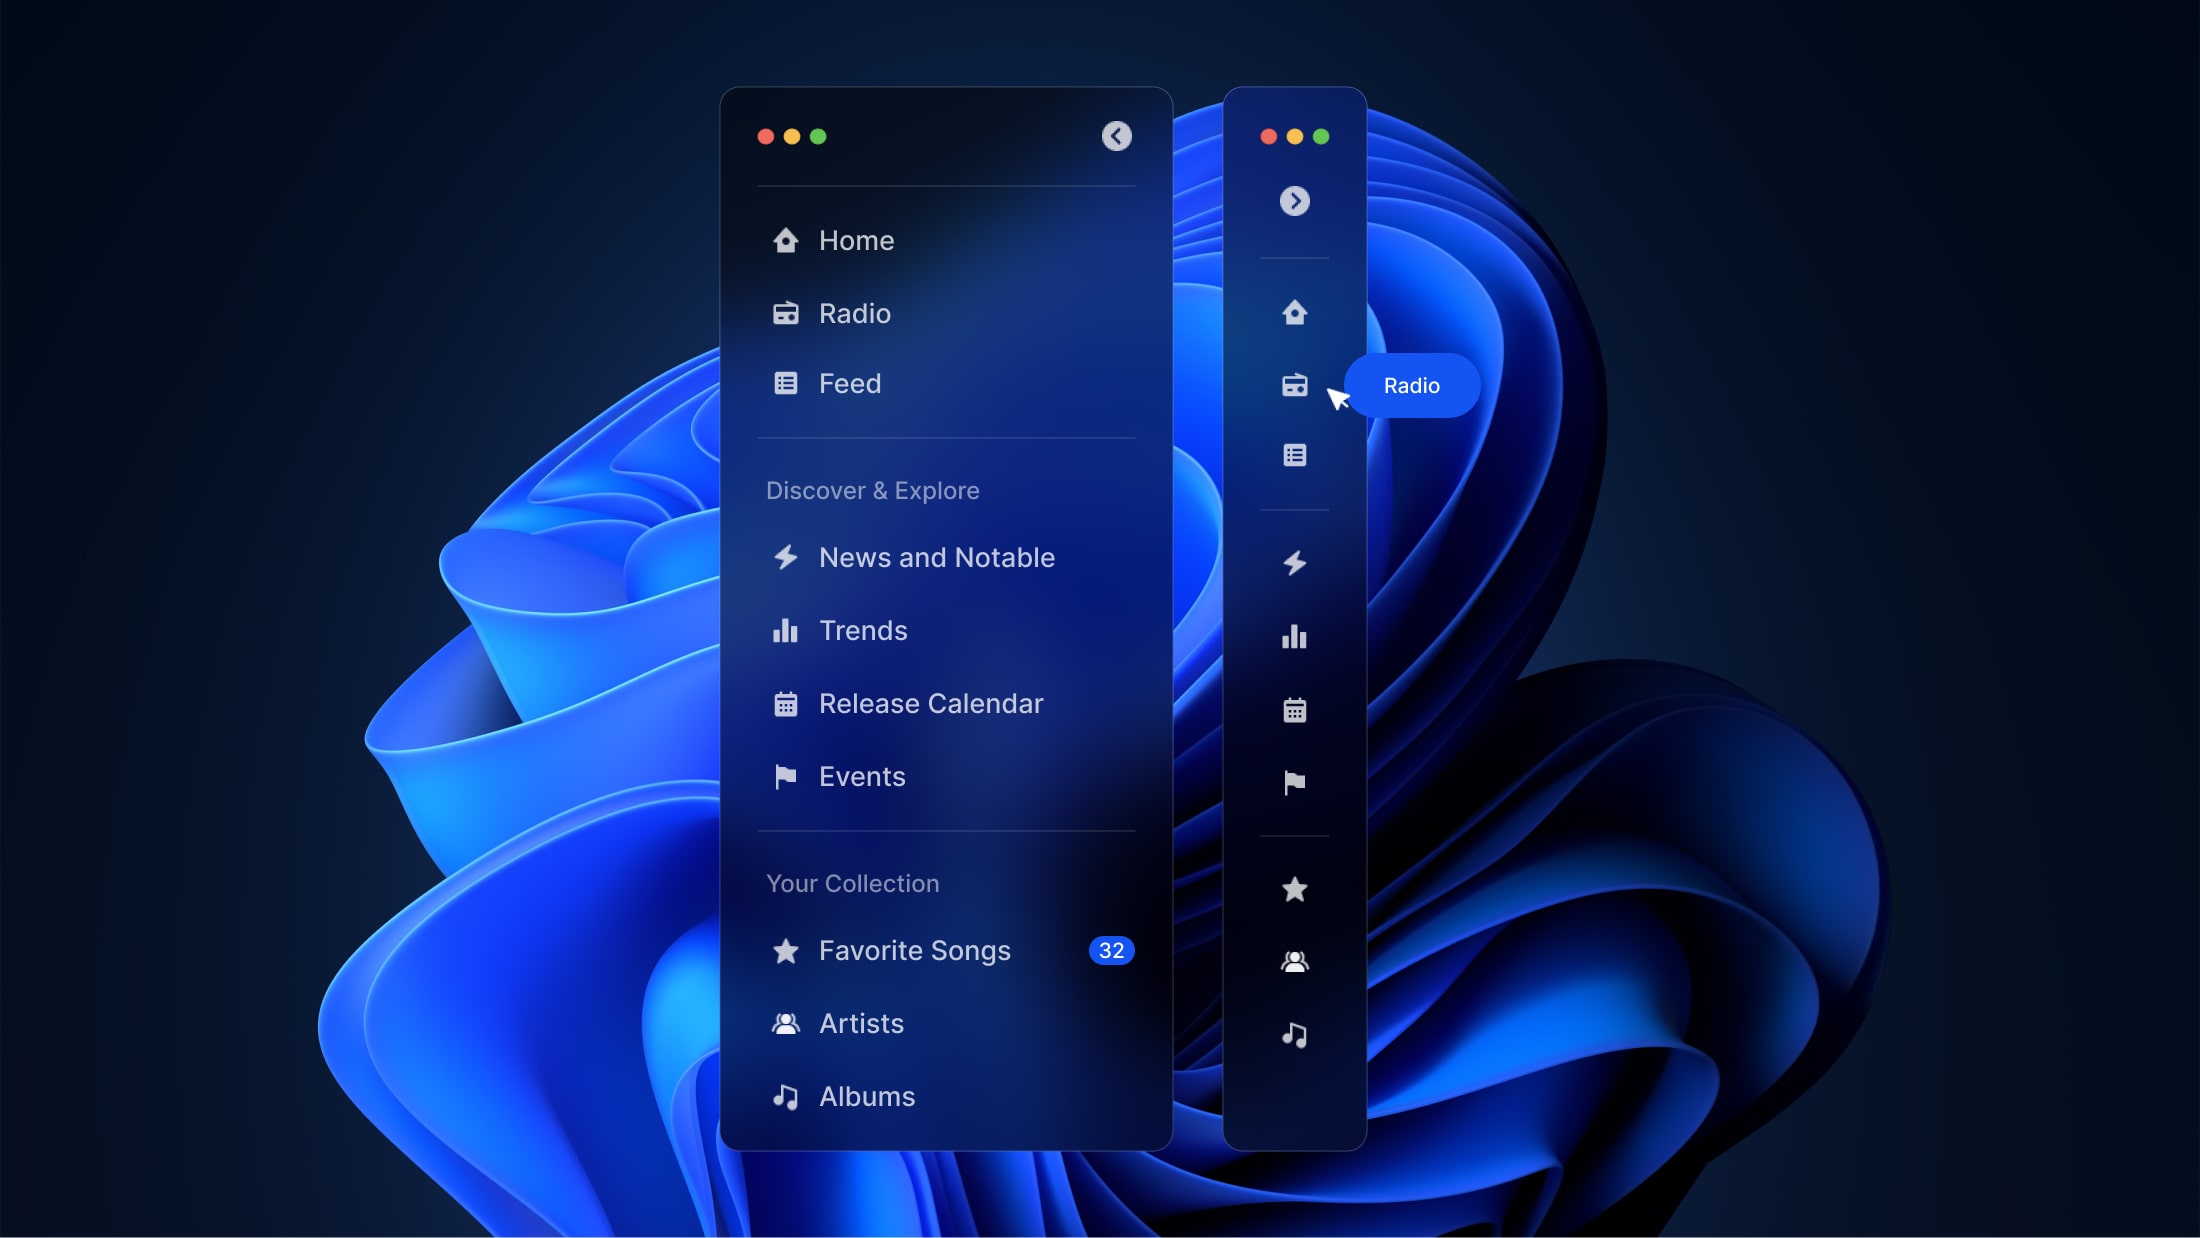 Home
Radio
Feed
Discover & Explore
News and Notable
Trends
Release Calendar
Events
Your Collection
Favorite Songs 32
Artists
Albums
Radio